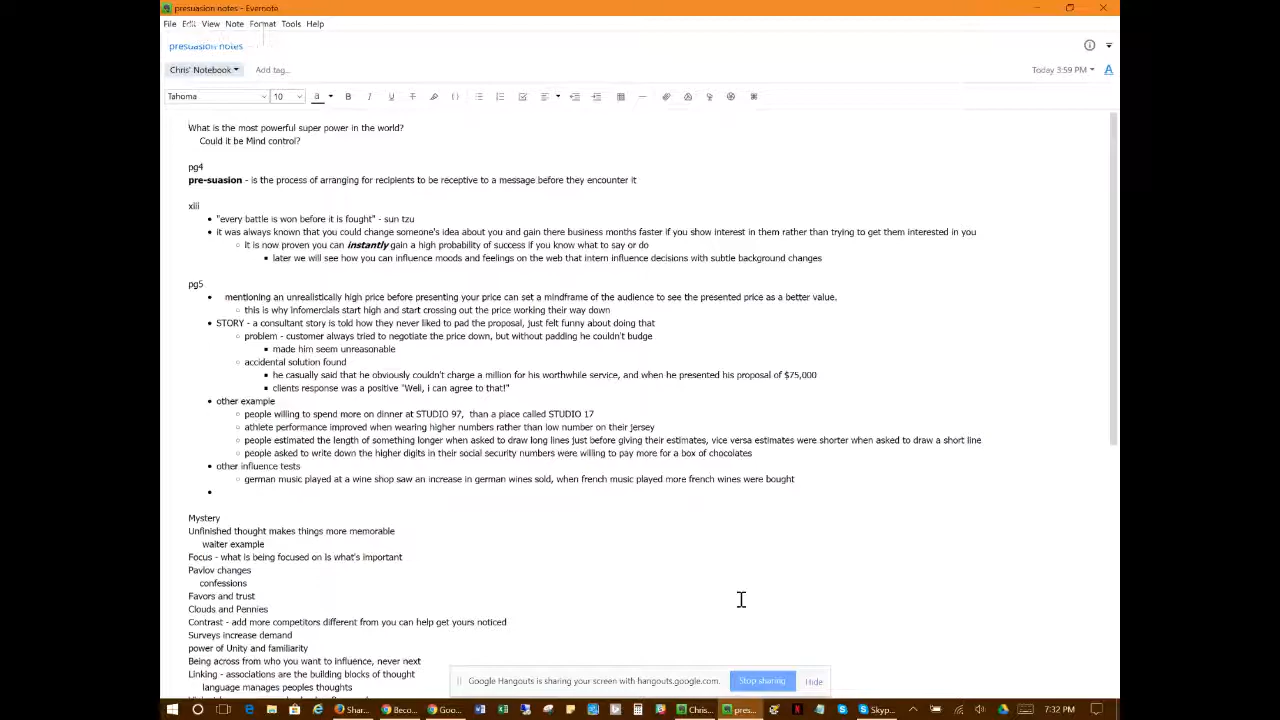 presuasion notes - Evernote
File Edit View Note Format Tools Help
presuasion notes
Chris' Notebook Add tag... Today 3:59 PM
Tahoma 10 a B I U T
What is the most powerful super power in the world?
Could it be Mind control?
pg4
pre-suasion - is the process of arranging for recipients to be receptive to a message before they encounter it
xiii
• "every battle is won before it is fought" - sun tzu
• it was always known that you could change someone's idea about you and gain there business months faster if you show interest in them rather than trying to get them interested in you
○ it is now proven you can instantly gain a high probability of success if you know what to say or do
▪ later we will see how you can influence moods and feelings on the web that intern influence decisions with subtle background changes
pg5
• mentioning an unrealistically high price before presenting your price can set a mindframe of the audience to see the presented price as a better value.
○ this is why infomercials start high and start crossing out the price working their way down
• STORY - a consultant story is told how they never liked to pad the proposal, just felt funny about doing that
○ problem - customer always tried to negotiate the price down, but without padding he couldn't budge
▪ made him seem unreasonable
○ accidental solution found
▪ he casually said that he obviously couldn't charge a million for his worthwhile service, and when he presented his proposal of $75,000
▪ clients response was a positive "Well, i can agree to that!"
• other example
○ people willing to spend more on dinner at STUDIO 97, than a place called STUDIO 17
○ athlete performance improved when wearing higher numbers rather than low number on their jersey
○ people estimated the length of something longer when asked to draw long lines just before giving their estimates, vice versa estimates were shorter when asked to draw a short line
○ people asked to write down the higher digits in their social security numbers were willing to pay more for a box of chocolates
• other influence tests
○ german music played at a wine shop saw an increase in german wines sold, when french music played more french wines were bought
•
Mystery
Unfinished thought makes things more memorable
waiter example
Focus - what is being focused on is what's important
Pavlov changes
confessions
Favors and trust
Clouds and Pennies
Contrast - add more competitors different from you can help get yours noticed
Surveys increase demand
power of Unity and familiarity
Being across from who you want to influence, never next
Linking - associations are the building blocks of thought
language manages peoples thoughts
Google Hangouts is sharing your screen with hangouts.google.com. Stop sharing Hide
Shar... Beco... Goo... Chris... pres... Skyp... 7:32 PM